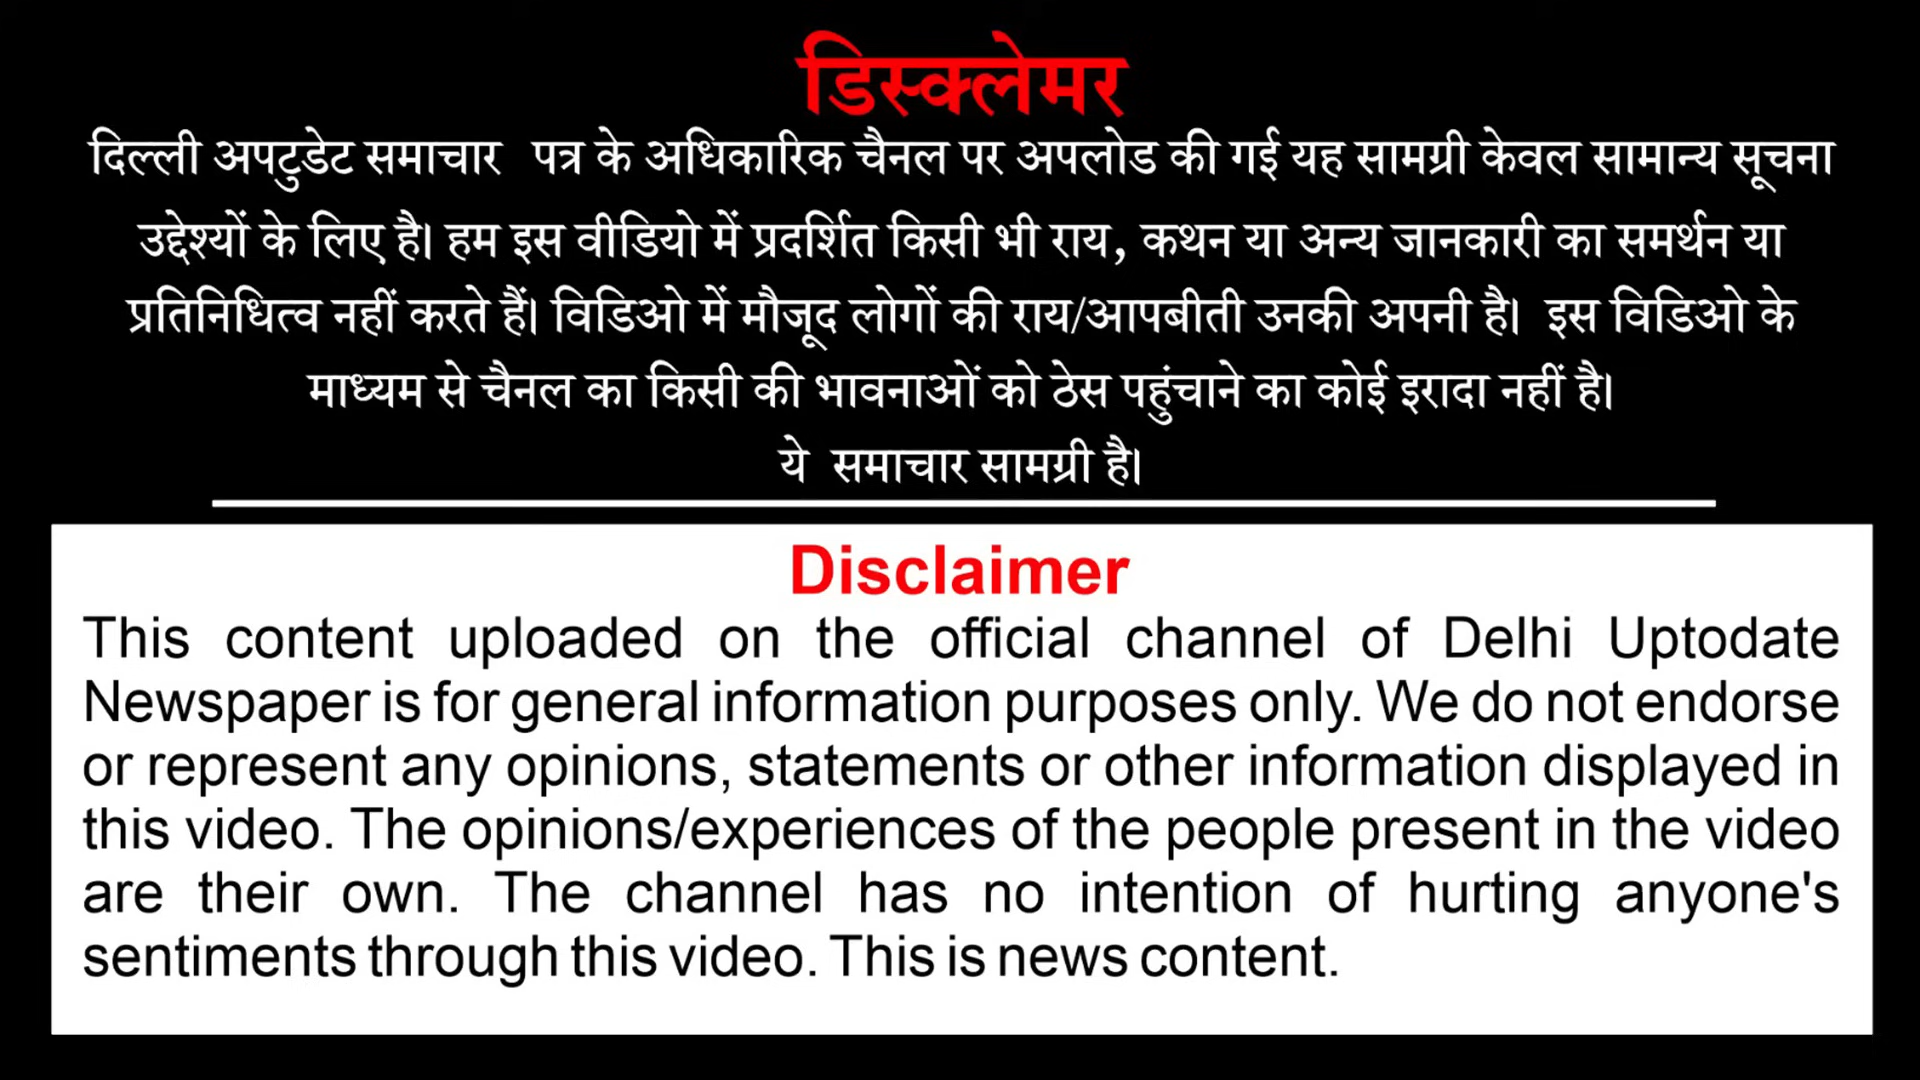 डिस्क्लेमर
दिल्ली अपटुडेट समाचार पत्र के अधिकारिक चैनल पर अपलोड की गई यह सामग्री केवल सामान्य सूचना
उद्देश्यों के लिए है। हम इस वीडियो में प्रदर्शित किसी भी राय, कथन या अन्य जानकारी का समर्थन या
प्रतिनिधित्व नहीं करते हैं। विडिओ में मौजूद लोगों की राय/आपबीती उनकी अपनी है। इस विडिओ के
माध्यम से चैनल का किसी की भावनाओं को ठेस पहुंचाने का कोई इरादा नहीं है।
ये समाचार सामग्री है।
Disclaimer
This content uploaded on the official channel of Delhi Uptodate
Newspaper is for general information purposes only. We do not endorse
or represent any opinions, statements or other information displayed in
this video. The opinions/experiences of the people present in the video
are their own. The channel has no intention of hurting anyone's
sentiments through this video. This is news content.